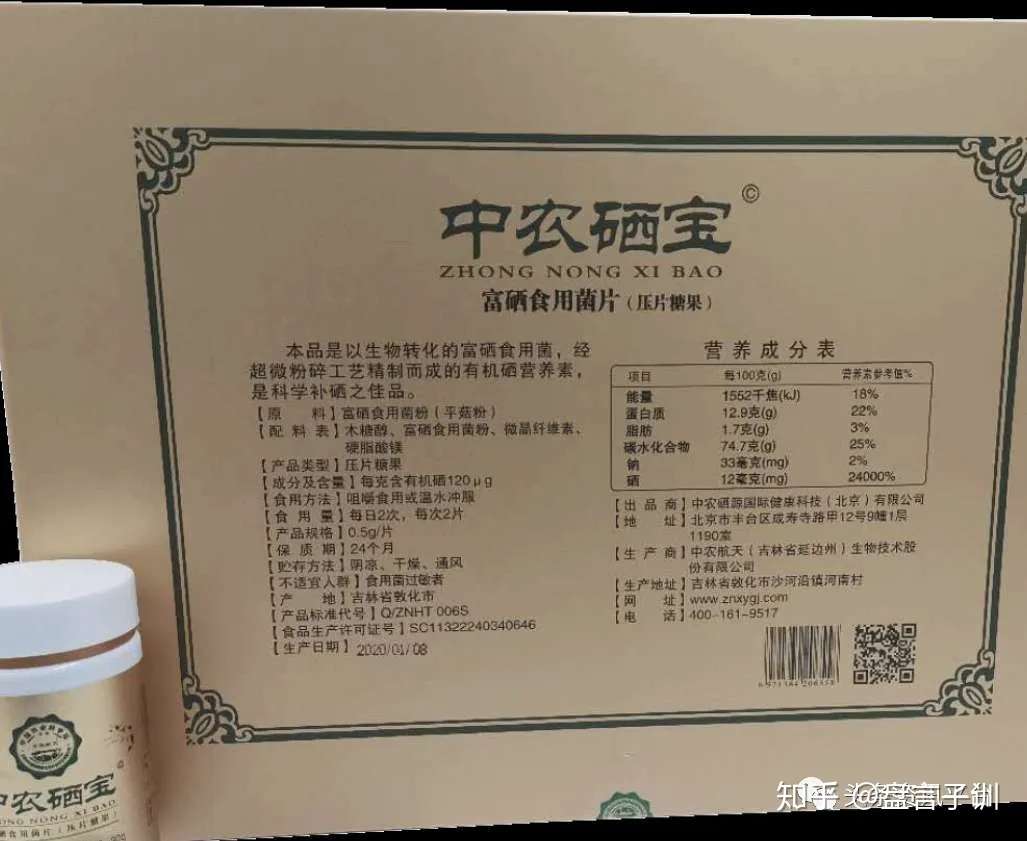 ©
中农硒宝
ZHONG NONG XI BAO
富硒食用菌片（压片糖果）
本品是以生物转化的富硒食用菌，经
超微粉碎工艺精制而成的有机硒营养素，
是科学补硒之佳品。
【原　　料】富硒食用菌粉（平菇粉）
【配 料 表】木糖醇、富硒食用菌粉、微晶纤维素、
硬脂酸镁
【产品类型】压片糖果
【成分及含量】每克含有机硒120μg
【食用方法】咀嚼食用或温水冲服
【食 用 量】每日2次，每次2片
【产品规格】0.5g/片
【保 质 期】24个月
【贮存方法】阴凉、干燥、通风
【不适宜人群】食用菌过敏者
【产　　地】吉林省敦化市
【产品标准代号】Q/ZNHT 006S
【食品生产许可证号】SC11322240340646
【生产日期】2020/01/08
营养成分表
项目 每100克(g) 营养素参考值%
能量 1552千焦(kJ) 18%
蛋白质 12.9克(g) 22%
脂肪 1.7克(g) 3%
碳水化合物 74.7克(g) 25%
钠 33毫克(mg) 2%
硒 12毫克(mg) 24000%
【出 品 商】中农硒源国际健康科技（北京）有限公司
【地　　址】北京市丰台区成寿寺路甲12号9幢1层
1190室
【生 产 商】中农航天（吉林省延边州）生物技术股
份有限公司
【生产地址】吉林省敦化市沙河沿镇河南村
【网　　址】www.znxygj.com
【电　　话】400-161-9517
中农硒宝
ONG NONG XI BAO
食用菌片（压片糖果）
知乎 @盘言子训